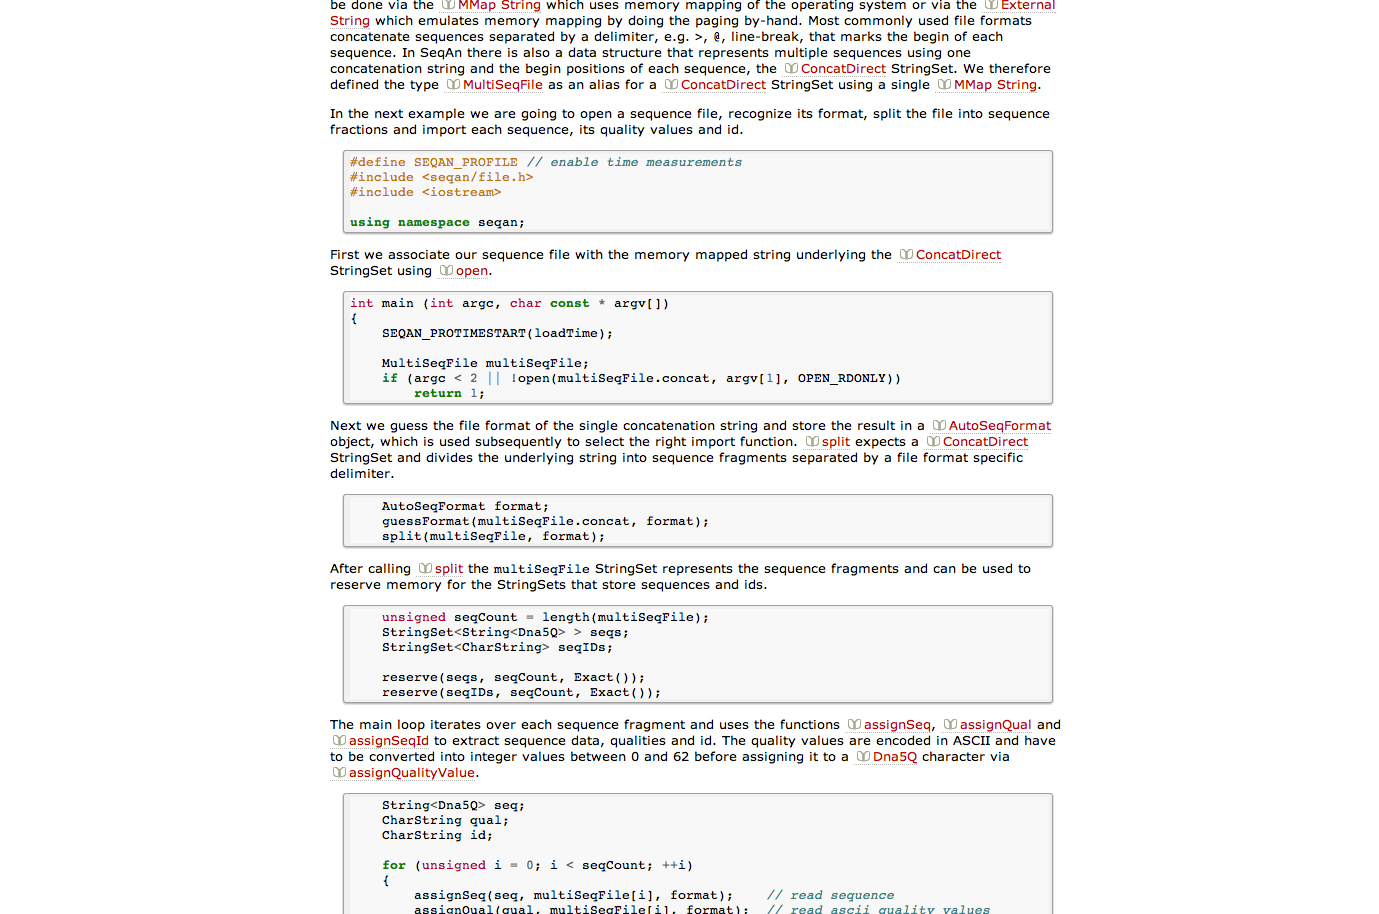 be done via the MMap String which uses memory mapping of the operating system or via the External
String which emulates memory mapping by doing the paging by-hand. Most commonly used file formats
concatenate sequences separated by a delimiter, e.g. >, @, line-break, that marks the begin of each
sequence. In SeqAn there is also a data structure that represents multiple sequences using one
concatenation string and the begin positions of each sequence, the ConcatDirect StringSet. We therefore
defined the type MultiSeqFile as an alias for a ConcatDirect StringSet using a single MMap String.
In the next example we are going to open a sequence file, recognize its format, split the file into sequence
fractions and import each sequence, its quality values and id.
#define SEQAN_PROFILE // enable time measurements
#include <seqan/file.h>
#include <iostream>
using namespace seqan;
First we associate our sequence file with the memory mapped string underlying the ConcatDirect
StringSet using open.
int main (int argc, char const * argv[])
{
    SEQAN_PROTIMESTART(loadTime);
    MultiSeqFile multiSeqFile;
    if (argc < 2 || !open(multiSeqFile.concat, argv[1], OPEN_RDONLY))
        return 1;
Next we guess the file format of the single concatenation string and store the result in a AutoSeqFormat
object, which is used subsequently to select the right import function. split expects a ConcatDirect
StringSet and divides the underlying string into sequence fragments separated by a file format specific
delimiter.
    AutoSeqFormat format;
    guessFormat(multiSeqFile.concat, format);
    split(multiSeqFile, format);
After calling split the multiSeqFile StringSet represents the sequence fragments and can be used to
reserve memory for the StringSets that store sequences and ids.
    unsigned seqCount = length(multiSeqFile);
    StringSet<String<Dna5Q> > seqs;
    StringSet<CharString> seqIDs;
    reserve(seqs, seqCount, Exact());
    reserve(seqIDs, seqCount, Exact());
The main loop iterates over each sequence fragment and uses the functions assignSeq, assignQual and
assignSeqId to extract sequence data, qualities and id. The quality values are encoded in ASCII and have
to be converted into integer values between 0 and 62 before assigning it to a Dna5Q character via
assignQualityValue.
    String<Dna5Q> seq;
    CharString qual;
    CharString id;
    for (unsigned i = 0; i < seqCount; ++i)
    {
        assignSeq(seq, multiSeqFile[i], format);    // read sequence
        assignQual(qual, multiSeqFile[i], format);  // read ascii quality values